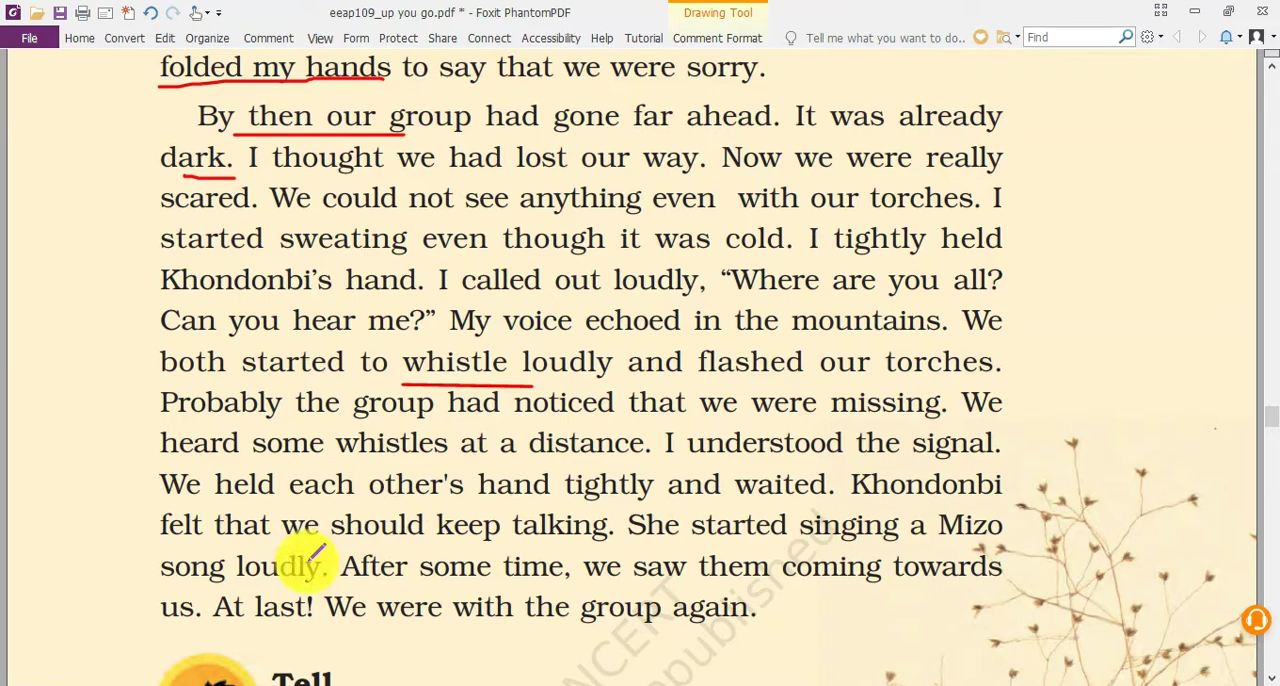 eeap109_up you go.pdf * - Foxit PhantomPDF
Drawing Tool
File Home Convert Edit Organize Comment View Form Protect Share Connect Accessibility Help Tutorial Comment Format Tell me what you want to do.. Find
folded my hands to say that we were sorry.
By then our group had gone far ahead. It was already
dark. I thought we had lost our way. Now we were really
scared. We could not see anything even with our torches. I
started sweating even though it was cold. I tightly held
Khondonbi's hand. I called out loudly, “Where are you all?
Can you hear me?” My voice echoed in the mountains. We
both started to whistle loudly and flashed our torches.
Probably the group had noticed that we were missing. We
heard some whistles at a distance. I understood the signal.
We held each other's hand tightly and waited. Khondonbi
felt that we should keep talking. She started singing a Mizo
song loudly. After some time, we saw them coming towards
us. At last! We were with the group again.
NCERT
republished
Tell